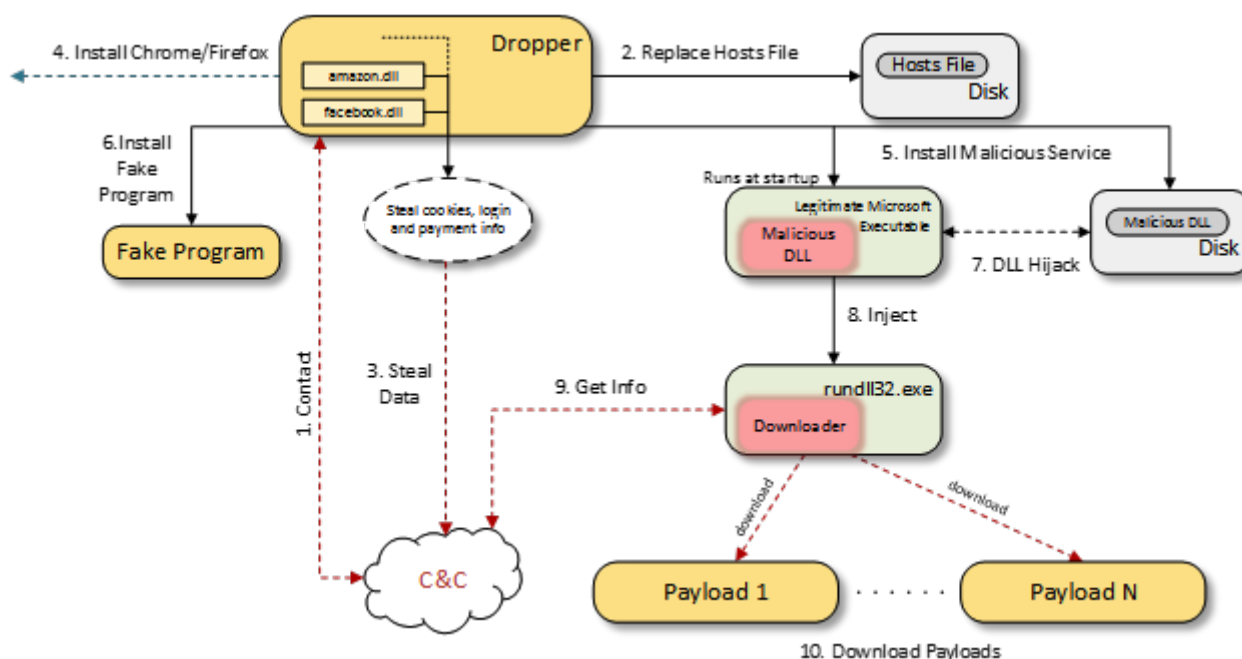 4. Install Chrome/Firefox
Dropper
2. Replace Hosts File
Hosts File
Disk
amazon.dll
facebook.dll
6.Install
Fake
Program
5. Install Malicious Service
Runs at startup
Steal cookies, login
and payment info
Legitimate Microsoft
Executable
Malicious
DLL
Malicious DLL
Disk
Fake Program
7. DLL Hijack
8. Inject
1. Contact
3. Steal
Data
9. Get Info
rundll32.exe
Downloader
download
download
C&C
Payload 1
. . . . . .
Payload N
10. Download Payloads